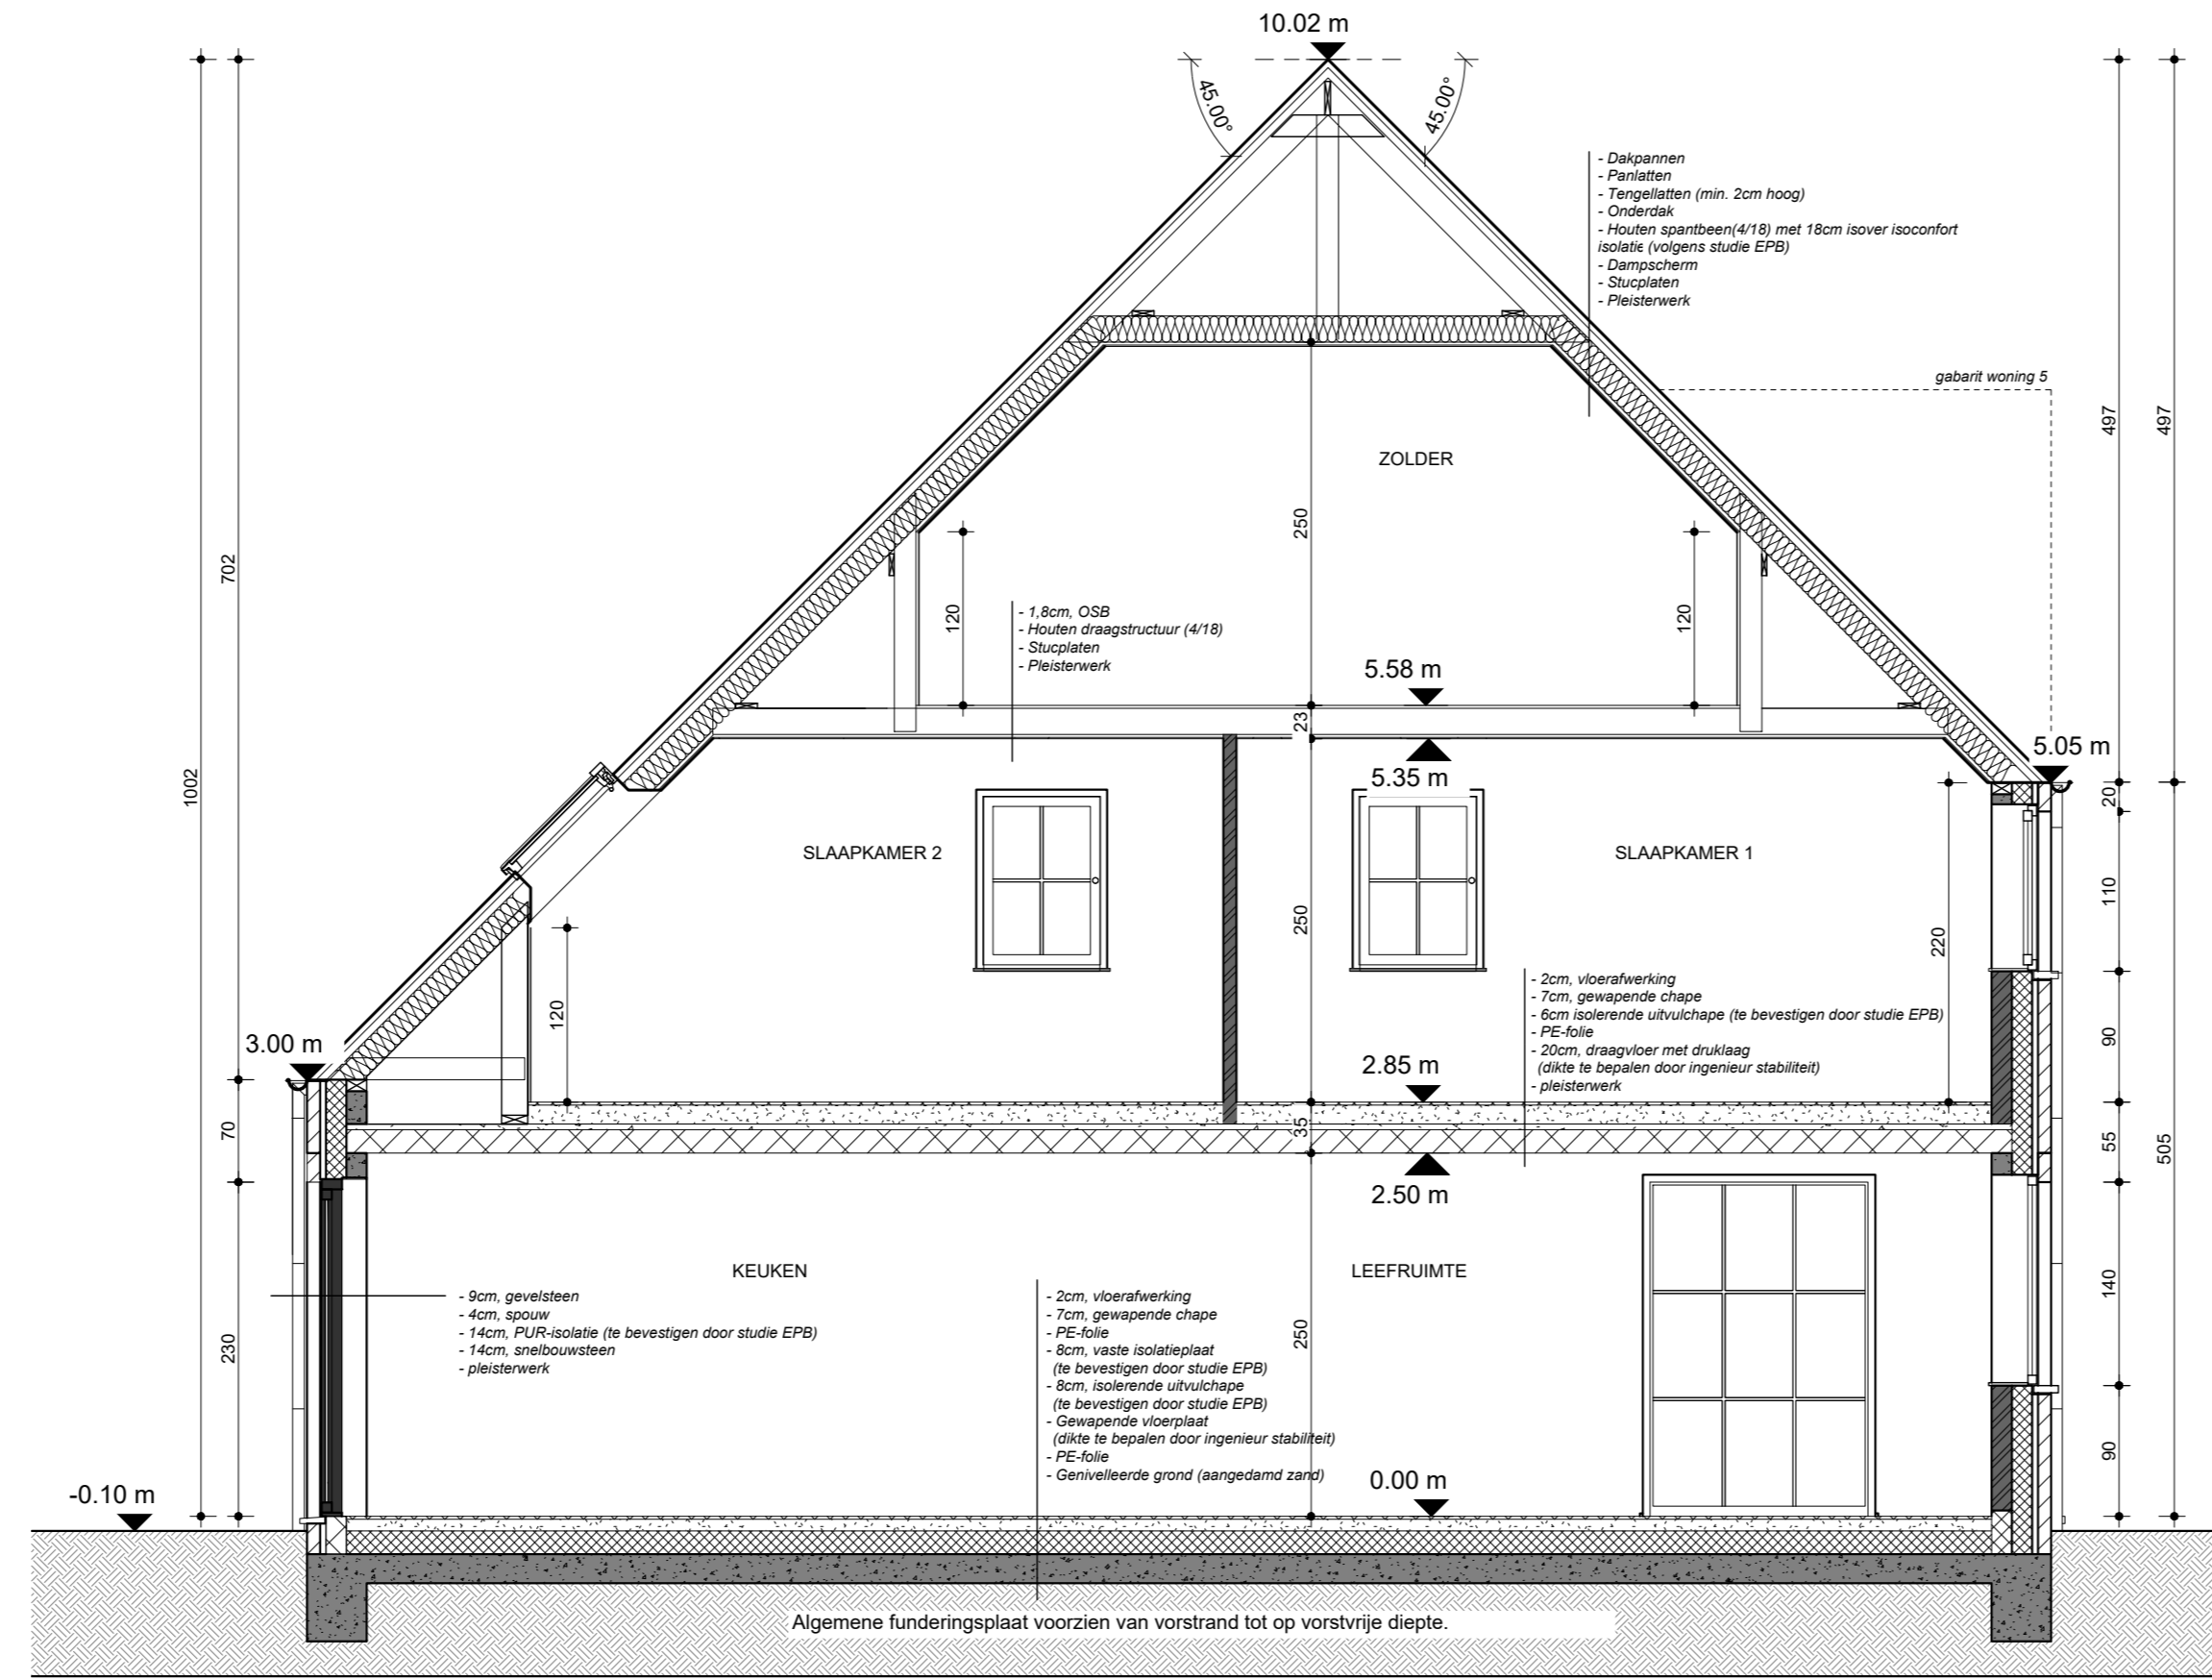 10.02 m
45.00°
45.00°
- Dakpannen
- Panlatten
- Tengellatten (min. 2cm hoog)
- Onderdak
- Houten spantbeen(4/18) met 18cm isover isoconfort
isolatie (volgens studie EPB)
- Dampscherm
- Stucplaten
- Pleisterwerk
gabarit woning 5
497
497
ZOLDER
250
702
1002
120
120
- 1,8cm, OSB
- Houten draagstructuur (4/18)
- Stucplaten
- Pleisterwerk
5.58 m
23
5.05 m
5.35 m
20
SLAAPKAMER 2
SLAAPKAMER 1
110
250
220
- 2cm, vloerafwerking
- 7cm, gewapende chape
- 6cm isolerende uitvulchape (te bevestigen door studie EPB)
- PE-folie
- 20cm, draagvloer met druklaag
(dikte te bepalen door ingenieur stabiliteit)
- pleisterwerk
120
90
3.00 m
2.85 m
70
35
55
505
2.50 m
KEUKEN
LEEFRUIMTE
- 9cm, gevelsteen
- 4cm, spouw
- 14cm, PUR-isolatie (te bevestigen door studie EPB)
- 14cm, snelbouwsteen
- pleisterwerk
- 2cm, vloerafwerking
- 7cm, gewapende chape
- PE-folie
- 8cm, vaste isolatieplaat
(te bevestigen door studie EPB)
- 8cm, isolerende uitvulchape
(te bevestigen door studie EPB)
- Gewapende vloerplaat
(dikte te bepalen door ingenieur stabiliteit)
- PE-folie
- Genivelleerde grond (aangedamd zand)
230
250
140
90
-0.10 m
0.00 m
Algemene funderingsplaat voorzien van vorstrand tot op vorstvrije diepte.